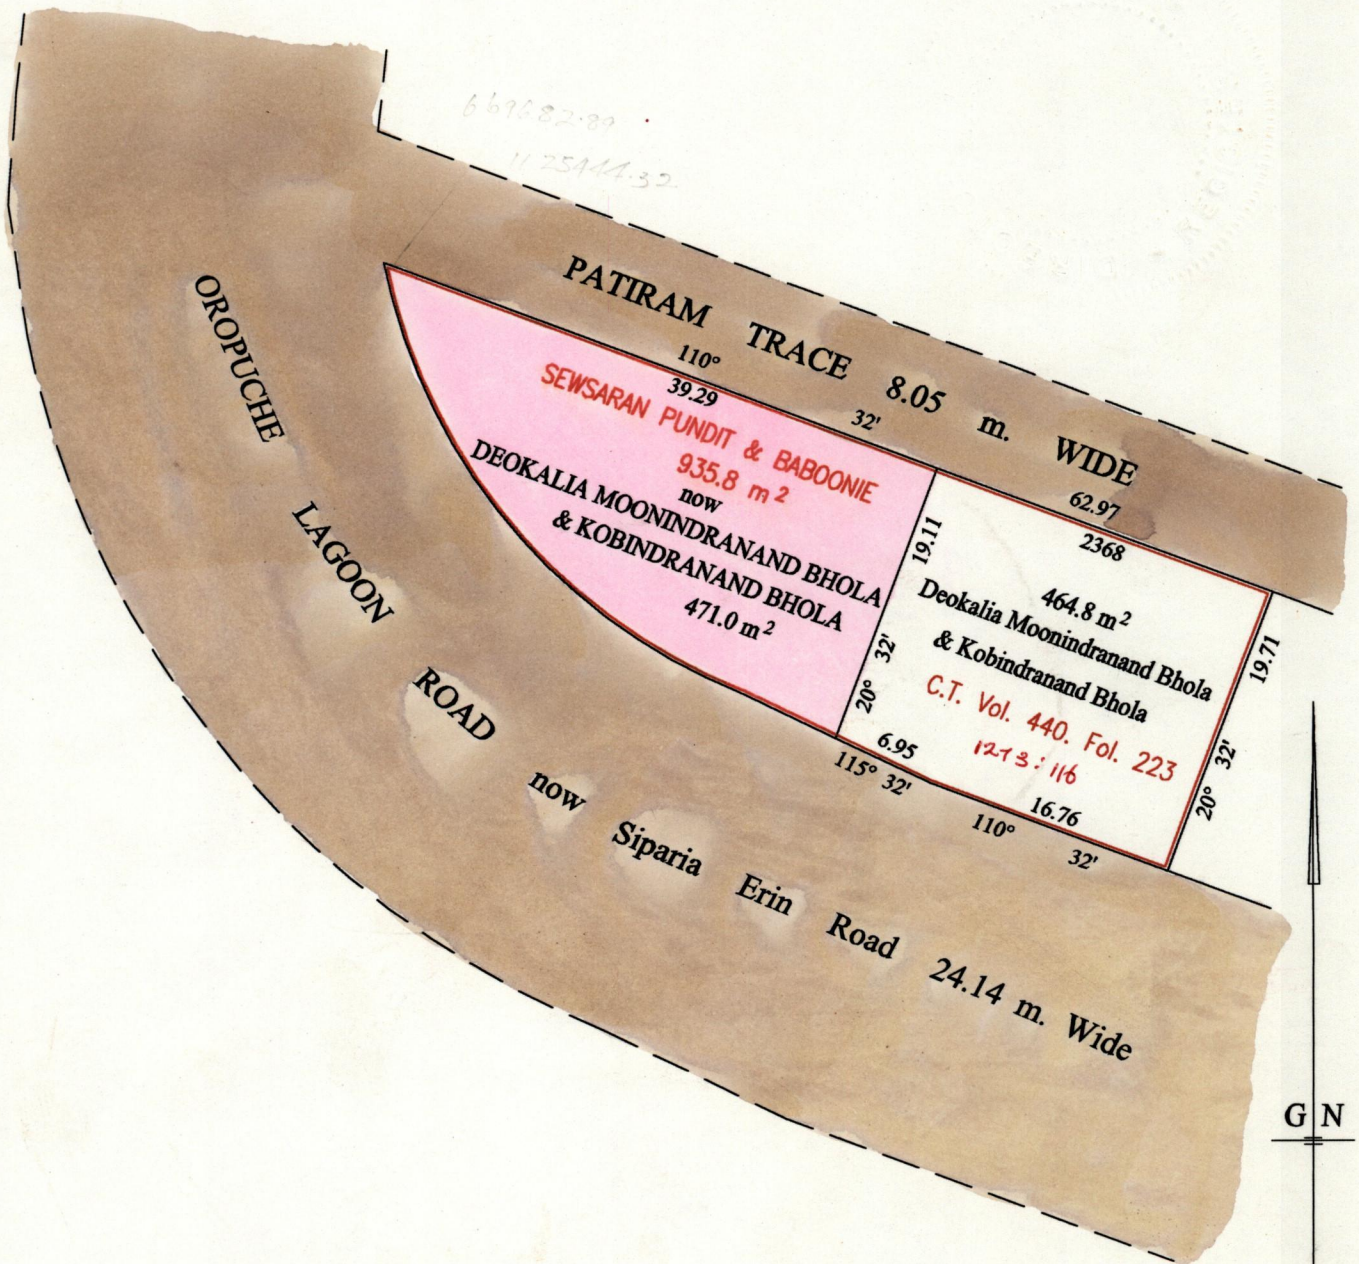 669682.89
1125444.32
PATIRAM TRACE 8.05 m. WIDE
110° 32'
39.29
62.97
2368
SEWSARAN PUNDIT & BABOONIE
935.8 m²
now
DEOKALIA MOONINDRANAND BHOLA
& KOBINDRANAND BHOLA
471.0 m²
19.11
20° 32'
464.8 m²
Deokalia Moonindranand Bhola
& Kobindranand Bhola
C.T. Vol. 440. Fol. 223
1273:116
19.71
20° 32'
6.95
115° 32'
16.76
110° 32'
OROPUCHE LAGOON ROAD now Siparia Erin Road 24.14 m. Wide
G N